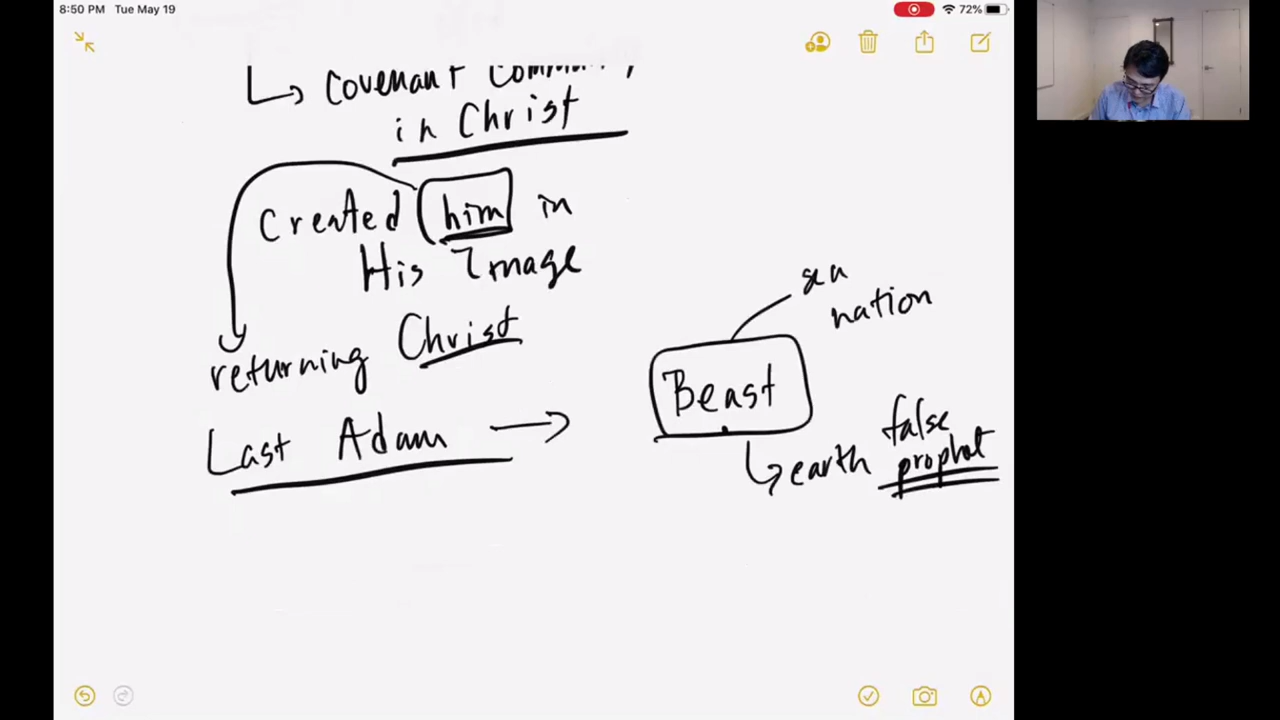 8:50 PM Tue May 19
72%
↳ Covenant
in Christ
Created him in
His Image
returning Christ
Last Adam →
sea
nation
Beast
↳ earth false
prophet